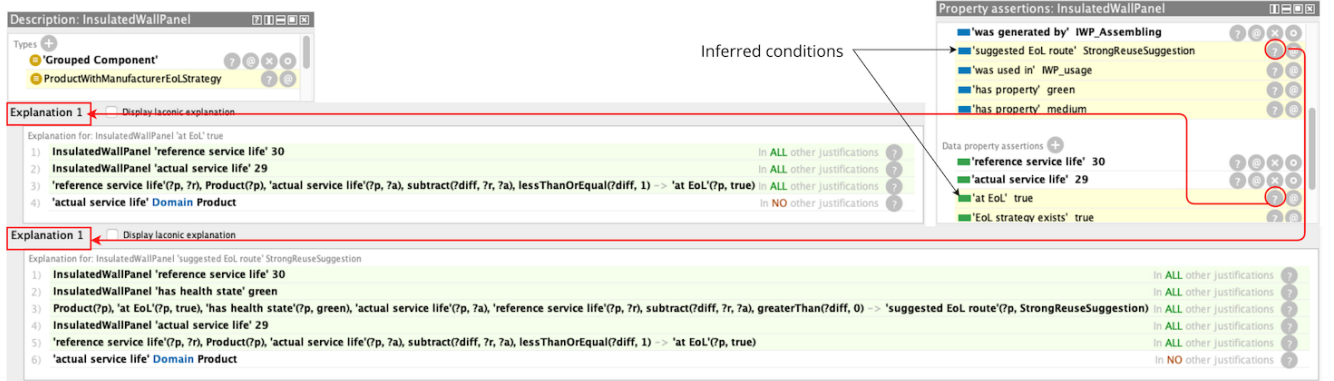 Description: InsulatedWallPanel
Types
'Grouped Component'
ProductWithManufacturerEoLStrategy
Inferred conditions
Property assertions: InsulatedWallPanel
'was generated by' IWP_Assembling
'suggested EoL route' StrongReuseSuggestion
'was used in' IWP_usage
'has property' green
'has property' medium
Data property assertions
'reference service life' 30
'actual service life' 29
'at EoL' true
'EoL strategy exists' true
Explanation 1 Display laconic explanation
Explanation for: InsulatedWallPanel 'at EoL' true
1) InsulatedWallPanel 'reference service life' 30 In ALL other justifications
2) InsulatedWallPanel 'actual service life' 29 In ALL other justifications
3) 'reference service life'(?p, ?r), Product(?p), 'actual service life'(?p, ?a), subtract(?diff, ?r, ?a), lessThanOrEqual(?diff, 1) -> 'at EoL'(?p, true) In ALL other justifications
4) 'actual service life' Domain Product In NO other justifications
Explanation 1 Display laconic explanation
Explanation for: InsulatedWallPanel 'suggested EoL route' StrongReuseSuggestion
1) InsulatedWallPanel 'reference service life' 30 In ALL other justifications
2) InsulatedWallPanel 'has health state' green In ALL other justifications
3) Product(?p), 'at EoL'(?p, true), 'has health state'(?p, green), 'actual service life'(?p, ?a), 'reference service life'(?p, ?r), subtract(?diff, ?r, ?a), greaterThan(?diff, 0) -> 'suggested EoL route'(?p, StrongReuseSuggestion) In ALL other justifications
4) InsulatedWallPanel 'actual service life' 29 In ALL other justifications
5) 'reference service life'(?p, ?r), Product(?p), 'actual service life'(?p, ?a), subtract(?diff, ?r, ?a), lessThanOrEqual(?diff, 1) -> 'at EoL'(?p, true) In ALL other justifications
6) 'actual service life' Domain Product In NO other justifications